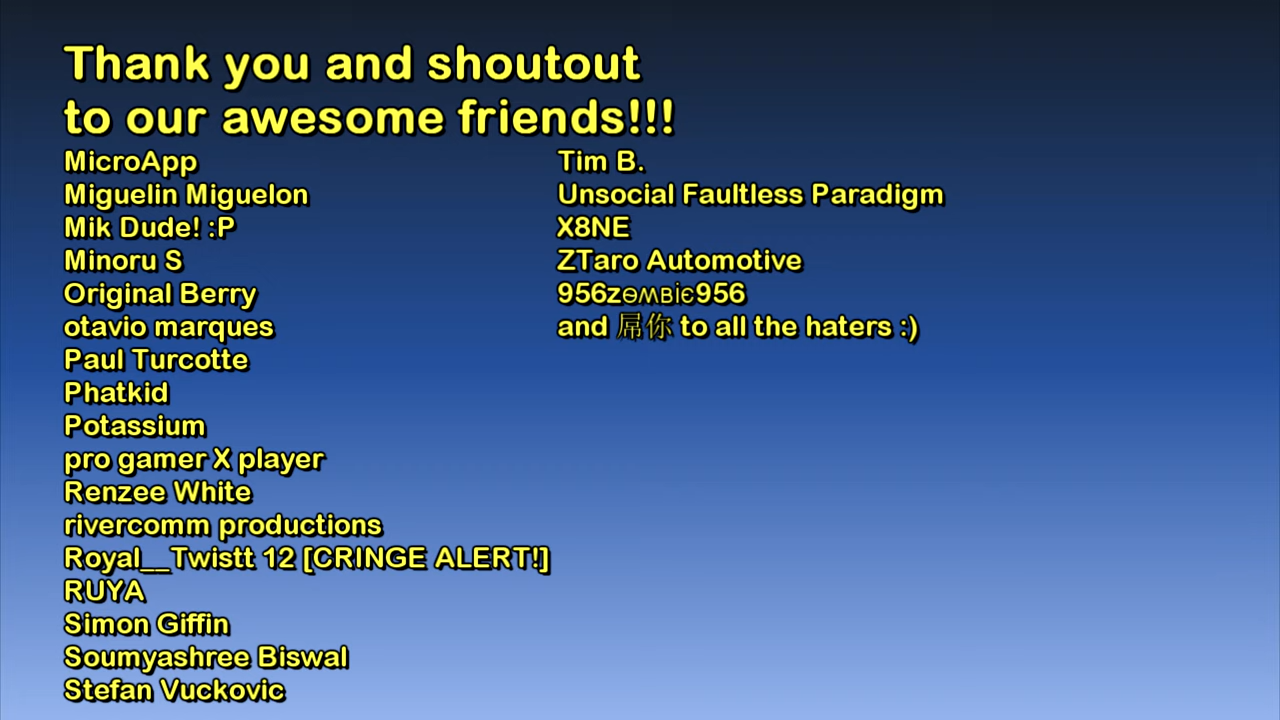 Thank you and shoutout
to our awesome friends!!!
MicroApp
Miguelin Miguelon
Mik Dude! :P
Minoru S
Original Berry
otavio marques
Paul Turcotte
Phatkid
Potassium
pro gamer X player
Renzee White
rivercomm productions
Royal__Twistt 12 [CRINGE ALERT!]
RUYA
Simon Giffin
Soumyashree Biswal
Stefan Vuckovic
Tim B.
Unsocial Faultless Paradigm
X8NE
ZTaro Automotive
956zѳмвiє956
and 屌你 to all the haters :)